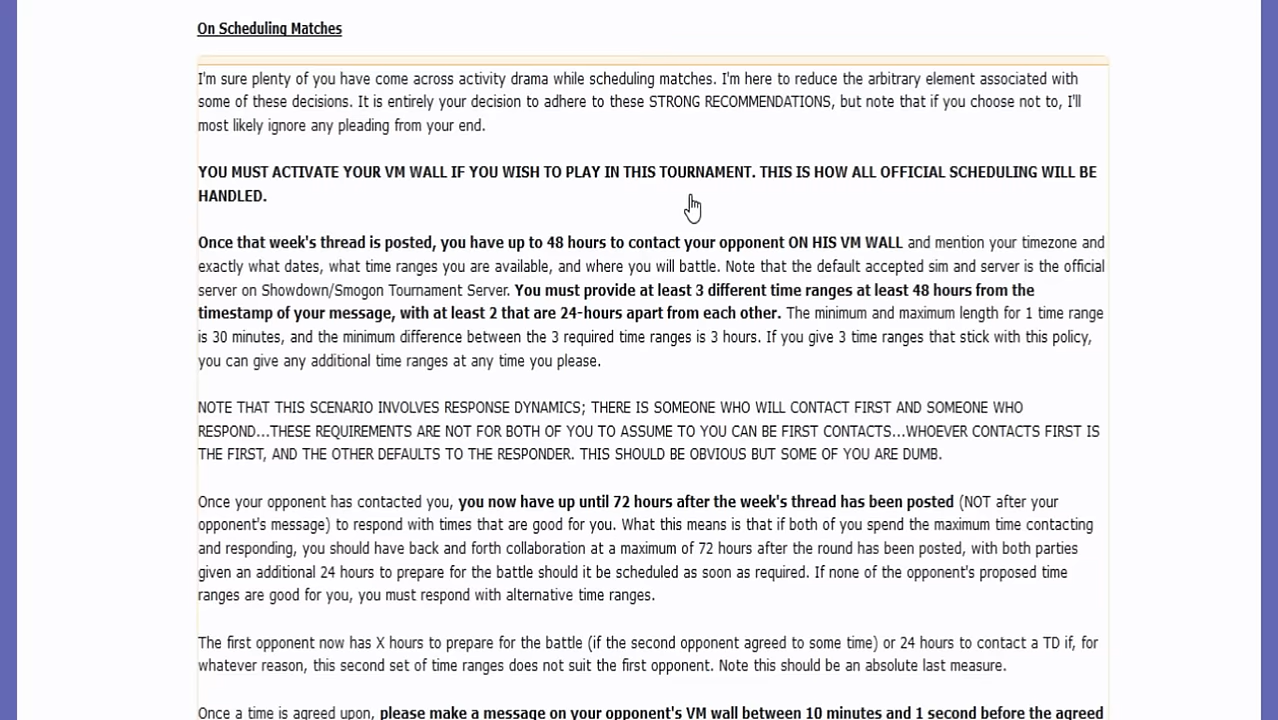 On Scheduling Matches
I'm sure plenty of you have come across activity drama while scheduling matches. I'm here to reduce the arbitrary element associated with
some of these decisions. It is entirely your decision to adhere to these STRONG RECOMMENDATIONS, but note that if you choose not to, I'll
most likely ignore any pleading from your end.
YOU MUST ACTIVATE YOUR VM WALL IF YOU WISH TO PLAY IN THIS TOURNAMENT. THIS IS HOW ALL OFFICIAL SCHEDULING WILL BE
HANDLED.
Once that week's thread is posted, you have up to 48 hours to contact your opponent ON HIS VM WALL and mention your timezone and
exactly what dates, what time ranges you are available, and where you will battle. Note that the default accepted sim and server is the official
server on Showdown/Smogon Tournament Server. You must provide at least 3 different time ranges at least 48 hours from the
timestamp of your message, with at least 2 that are 24-hours apart from each other. The minimum and maximum length for 1 time range
is 30 minutes, and the minimum difference between the 3 required time ranges is 3 hours. If you give 3 time ranges that stick with this policy,
you can give any additional time ranges at any time you please.
NOTE THAT THIS SCENARIO INVOLVES RESPONSE DYNAMICS; THERE IS SOMEONE WHO WILL CONTACT FIRST AND SOMEONE WHO
RESPOND...THESE REQUIREMENTS ARE NOT FOR BOTH OF YOU TO ASSUME TO YOU CAN BE FIRST CONTACTS...WHOEVER CONTACTS FIRST IS
THE FIRST, AND THE OTHER DEFAULTS TO THE RESPONDER. THIS SHOULD BE OBVIOUS BUT SOME OF YOU ARE DUMB.
Once your opponent has contacted you, you now have up until 72 hours after the week's thread has been posted (NOT after your
opponent's message) to respond with times that are good for you. What this means is that if both of you spend the maximum time contacting
and responding, you should have back and forth collaboration at a maximum of 72 hours after the round has been posted, with both parties
given an additional 24 hours to prepare for the battle should it be scheduled as soon as required. If none of the opponent's proposed time
ranges are good for you, you must respond with alternative time ranges.
The first opponent now has X hours to prepare for the battle (if the second opponent agreed to some time) or 24 hours to contact a TD if, for
whatever reason, this second set of time ranges does not suit the first opponent. Note this should be an absolute last measure.
Once a time is agreed upon, please make a message on your opponent's VM wall between 10 minutes and 1 second before the agreed